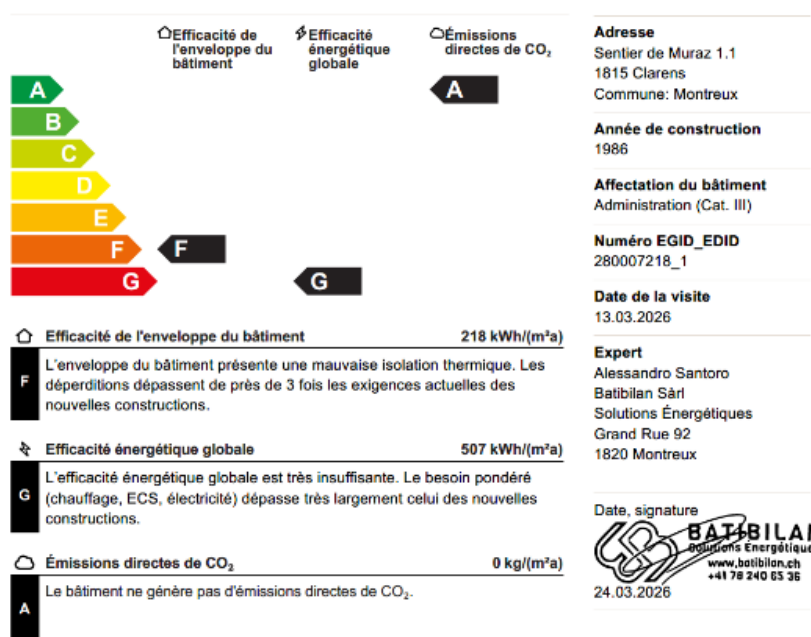 Efficacité de
l'enveloppe du
bâtiment
Efficacité
énergétique
globale
Émissions
directes de CO₂
A
B
C
D
E
F
G
A
F
G
Efficacité de l'enveloppe du bâtiment 218 kWh/(m²a)
F
L'enveloppe du bâtiment présente une mauvaise isolation thermique. Les
déperditions dépassent de près de 3 fois les exigences actuelles des
nouvelles constructions.
Efficacité énergétique globale 507 kWh/(m²a)
G
L'efficacité énergétique globale est très insuffisante. Le besoin pondéré
(chauffage, ECS, électricité) dépasse très largement celui des nouvelles
constructions.
Émissions directes de CO₂ 0 kg/(m²a)
A
Le bâtiment ne génère pas d'émissions directes de CO₂.
Adresse
Sentier de Muraz 1.1
1815 Clarens
Commune: Montreux
Année de construction
1986
Affectation du bâtiment
Administration (Cat. III)
Numéro EGID_EDID
280007218_1
Date de la visite
13.03.2026
Expert
Alessandro Santoro
Batibilan Sàrl
Solutions Énergétiques
Grand Rue 92
1820 Montreux
Date, signature
BATIBILAN
Solutions Énergétique
www.batibilan.ch
+41 78 240 65 36
24.03.2026